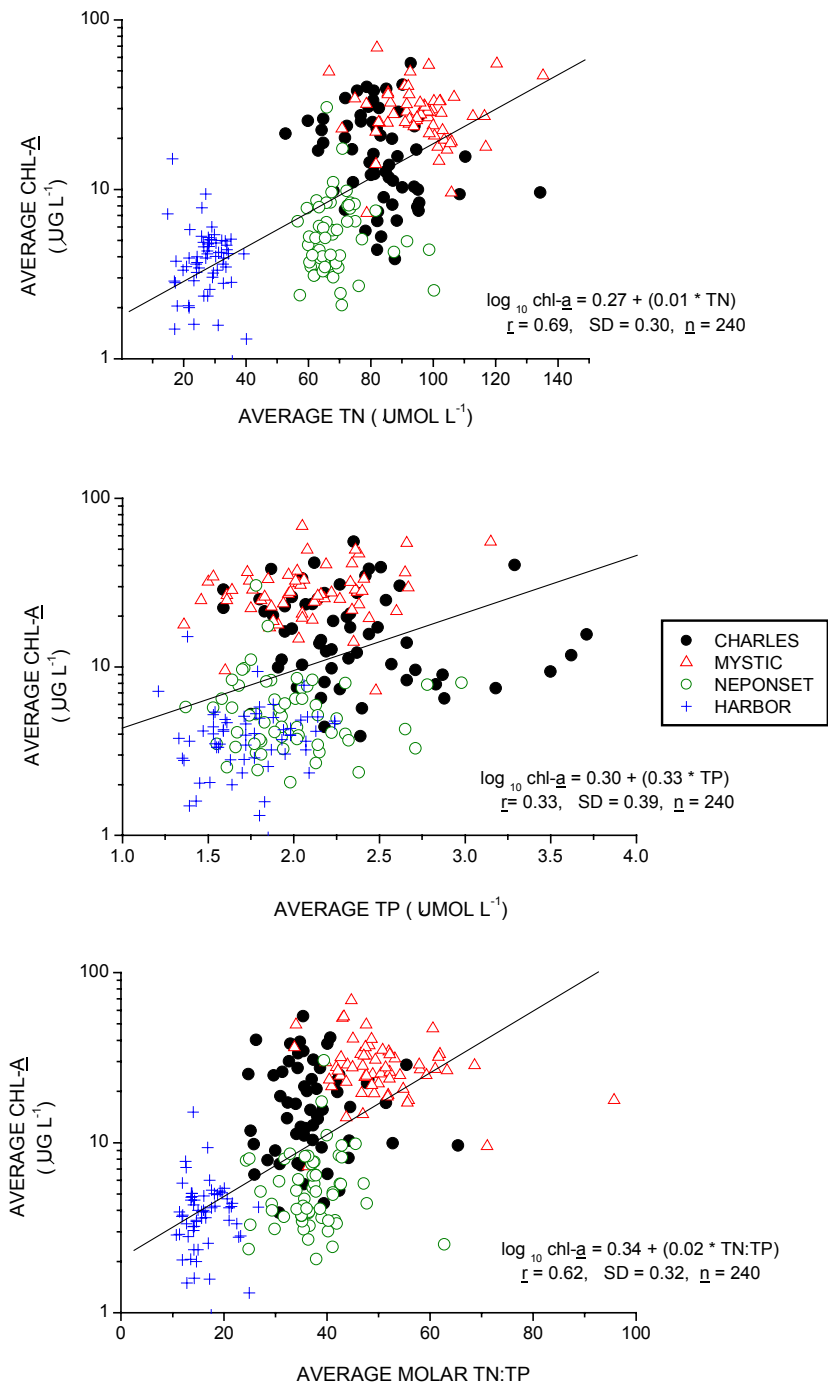 100
10
1
20 40 60 80 100 120 140
AVERAGE CHL-A
(µG L-1)
AVERAGE TN (µMOL L-1)
log 10 chl-a = 0.27 + (0.01 * TN)
r = 0.69, SD = 0.30, n = 240
100
10
1
1.0 1.5 2.0 2.5 3.0 3.5 4.0
AVERAGE CHL-A
(µG L-1)
AVERAGE TP (µMOL L-1)
log 10 chl-a = 0.30 + (0.33 * TP)
r= 0.33, SD = 0.39, n = 240
CHARLES
MYSTIC
NEPONSET
HARBOR
100
10
1
0 20 40 60 80 100
AVERAGE CHL-A
(µG L-1)
AVERAGE MOLAR TN:TP
log 10 chl-a = 0.34 + (0.02 * TN:TP)
r = 0.62, SD = 0.32, n = 240